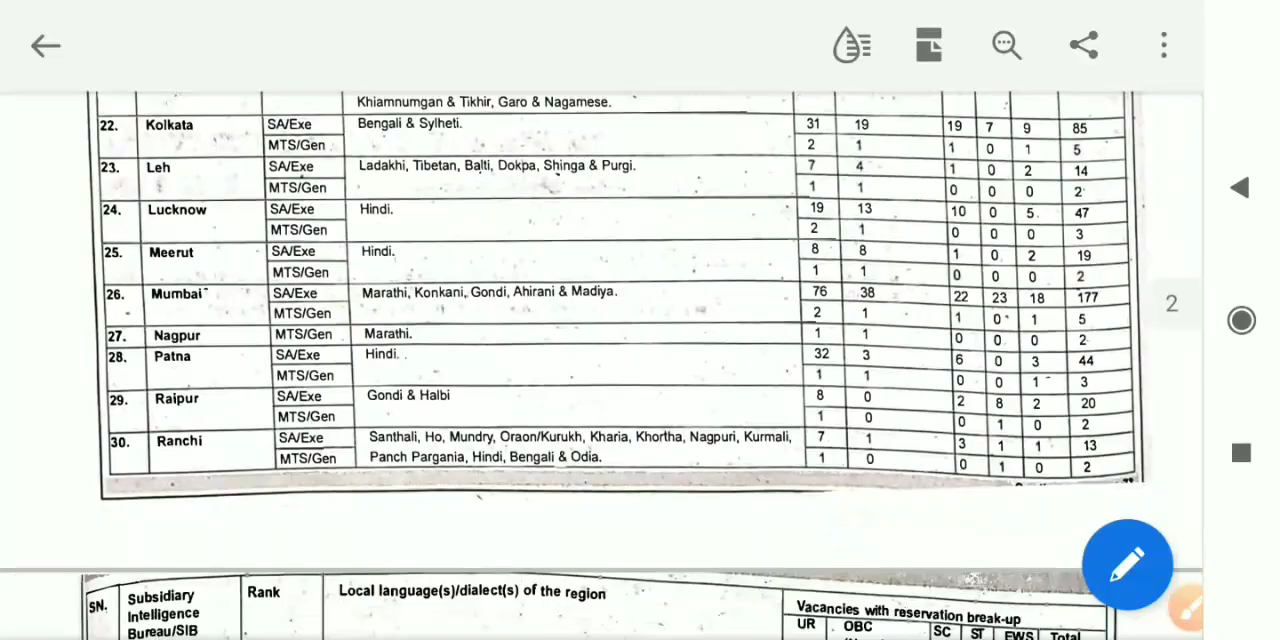 Khiamnumgan & Tikhir, Garo & Nagamese.
22. Kolkata SA/Exe Bengali & Sylheti. 31 19 19 7 9 85
MTS/Gen 2 1 1 0 1 5
23. Leh SA/Exe Ladakhi, Tibetan, Balti, Dokpa, Shinga & Purgi. 7 4 1 0 2 14
MTS/Gen 1 1 0 0 0 2
24. Lucknow SA/Exe Hindi. 19 13 10 0 5 47
MTS/Gen 2 1 0 0 0 3
25. Meerut SA/Exe Hindi. 8 8 1 0 2 19
MTS/Gen 1 1 0 0 0 2
26. Mumbai SA/Exe Marathi, Konkani, Gondi, Ahirani & Madiya. 76 38 22 23 18 177
MTS/Gen 2 1 1 0 1 5
27. Nagpur MTS/Gen Marathi. 1 1 0 0 0 2
28. Patna SA/Exe Hindi. 32 3 6 0 3 44
MTS/Gen 1 1 0 0 1 3
29. Raipur SA/Exe Gondi & Halbi 8 0 2 8 2 20
MTS/Gen 1 0 0 1 0 2
30. Ranchi SA/Exe Santhali, Ho, Mundry, Oraon/Kurukh, Kharia, Khortha, Nagpuri, Kurmali, 7 1 3 1 1 13
MTS/Gen Panch Pargania, Hindi, Bengali & Odia. 1 0 0 1 0 2
2
SN. Subsidiary Rank Local language(s)/dialect(s) of the region
Intelligence Vacancies with reservation break-up
Bureau/SIB UR OBC SC ST EWS Total